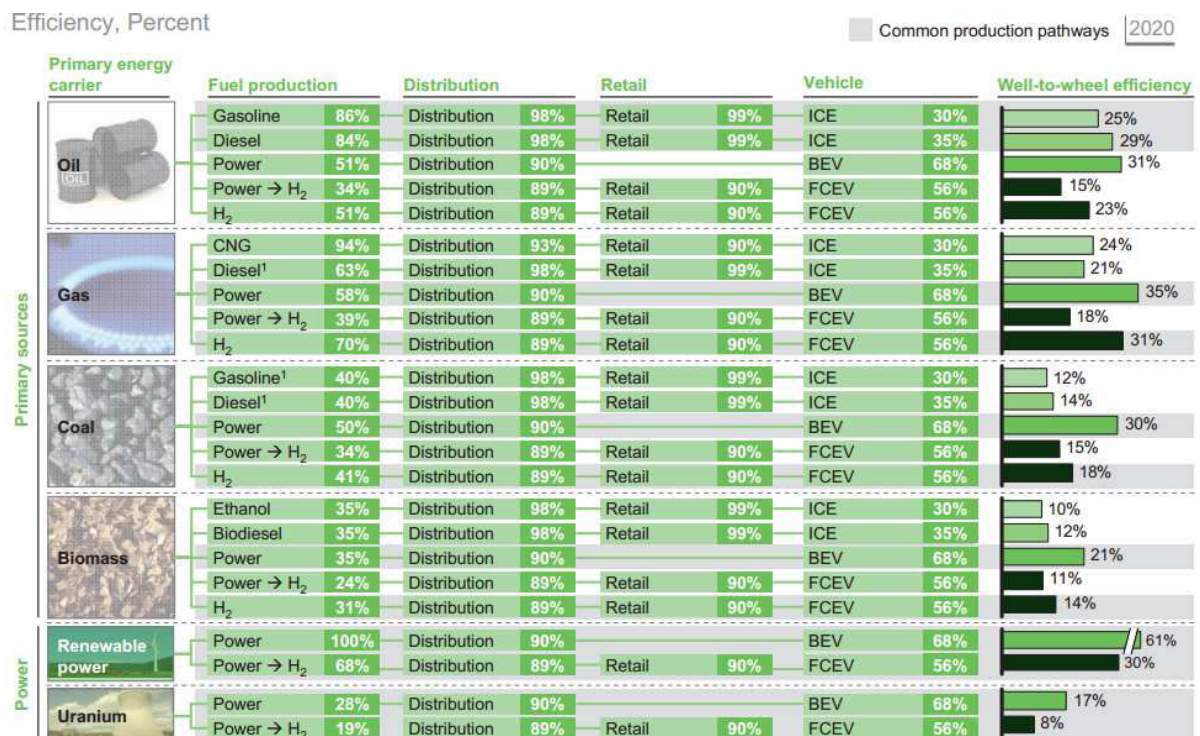 Efficiency, Percent
Common production pathways 2020
Primary energy carrier
Fuel production Distribution Retail Vehicle Well-to-wheel efficiency
Primary sources
Oil
OIL
Gasoline 86% Distribution 98% Retail 99% ICE 30% 25%
Diesel 84% Distribution 98% Retail 99% ICE 35% 29%
Power 51% Distribution 90% BEV 68% 31%
Power → H₂ 34% Distribution 89% Retail 90% FCEV 56% 15%
H₂ 51% Distribution 89% Retail 90% FCEV 56% 23%
Gas
CNG 94% Distribution 93% Retail 90% ICE 30% 24%
Diesel¹ 63% Distribution 98% Retail 99% ICE 35% 21%
Power 58% Distribution 90% BEV 68% 35%
Power → H₂ 39% Distribution 89% Retail 90% FCEV 56% 18%
H₂ 70% Distribution 89% Retail 90% FCEV 56% 31%
Coal
Gasoline¹ 40% Distribution 98% Retail 99% ICE 30% 12%
Diesel¹ 40% Distribution 98% Retail 99% ICE 35% 14%
Power 50% Distribution 90% BEV 68% 30%
Power → H₂ 34% Distribution 89% Retail 90% FCEV 56% 15%
H₂ 41% Distribution 89% Retail 90% FCEV 56% 18%
Biomass
Ethanol 35% Distribution 98% Retail 99% ICE 30% 10%
Biodiesel 35% Distribution 98% Retail 99% ICE 35% 12%
Power 35% Distribution 90% BEV 68% 21%
Power → H₂ 24% Distribution 89% Retail 90% FCEV 56% 11%
H₂ 31% Distribution 89% Retail 90% FCEV 56% 14%
Power
Renewable power
Power 100% Distribution 90% BEV 68% 61%
Power → H₂ 68% Distribution 89% Retail 90% FCEV 56% 30%
Uranium
Power 28% Distribution 90% BEV 68% 17%
Power → H₂ 19% Distribution 89% Retail 90% FCEV 56% 8%